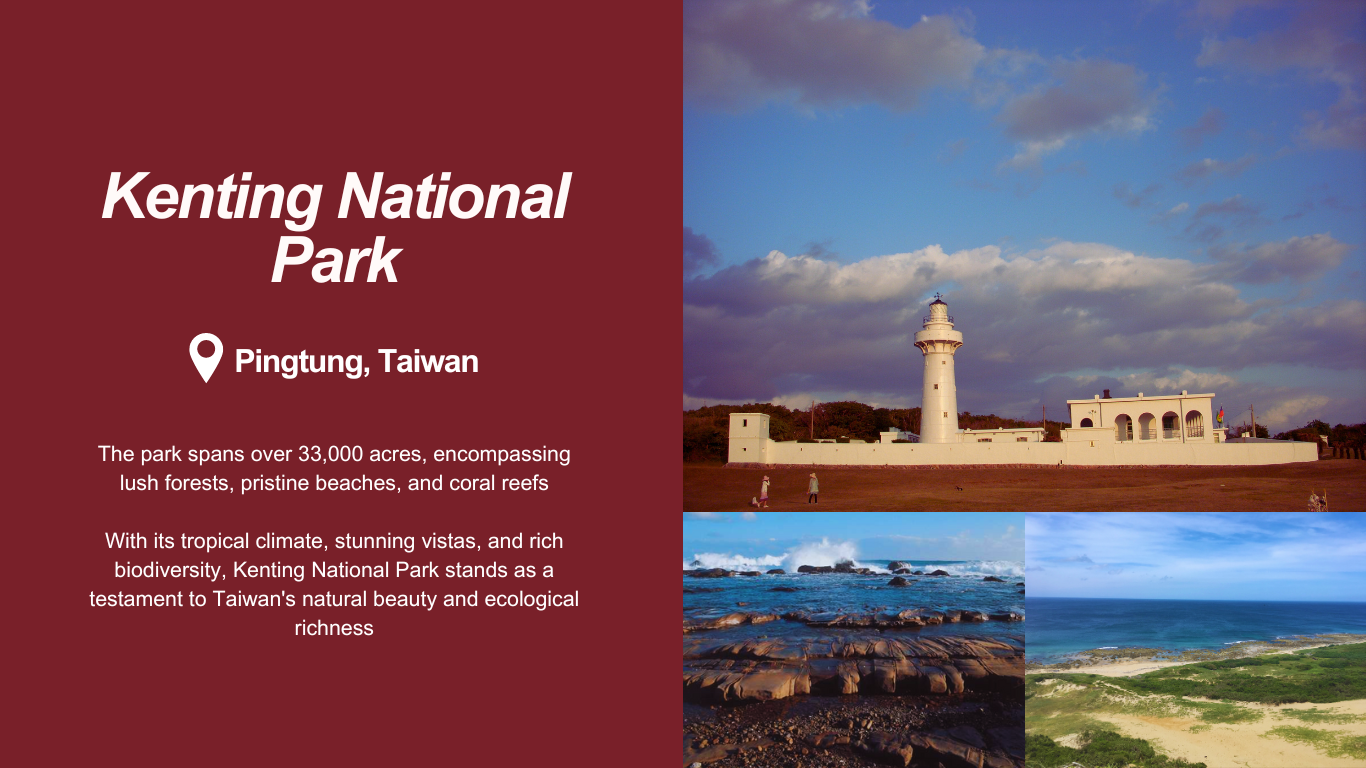 Kenting National
Park
Pingtung, Taiwan
The park spans over 33,000 acres, encompassing
lush forests, pristine beaches, and coral reefs
With its tropical climate, stunning vistas, and rich
biodiversity, Kenting National Park stands as a
testament to Taiwan's natural beauty and ecological
richness